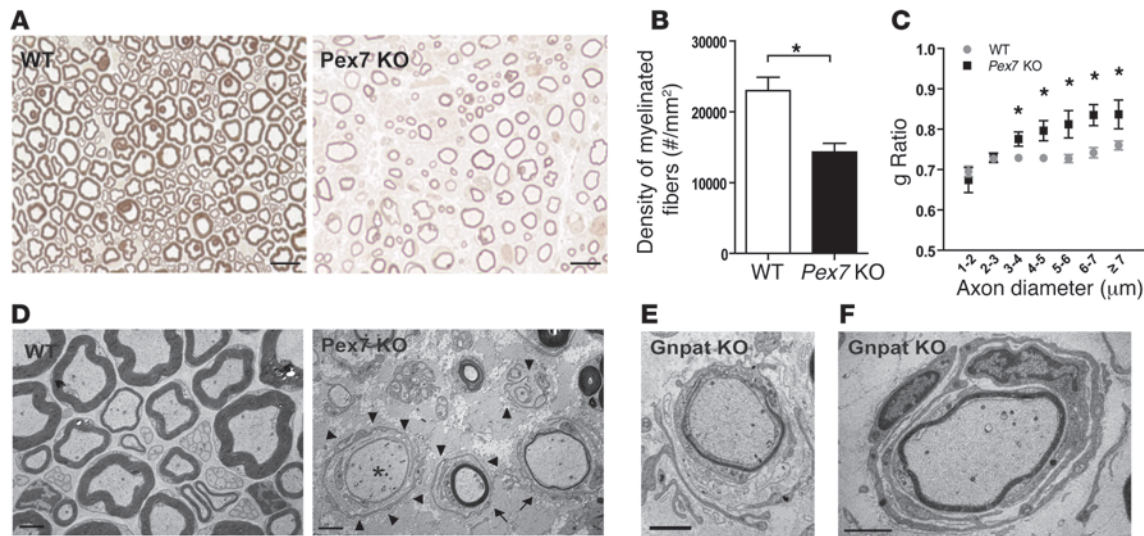 A
WT
Pex7 KO
B
Density of myelinated
fibers (#/mm²)
30000
20000
10000
0
*
WT
Pex7 KO
C
WT
Pex7 KO
g Ratio
1.0
0.9
0.8
0.7
0.6
0.5
* * * * *
1-2
2-3
3-4
4-5
5-6
6-7
≥7
Axon diameter (μm)
D
WT
Pex7 KO
*
E
Gnpat KO
F
Gnpat KO